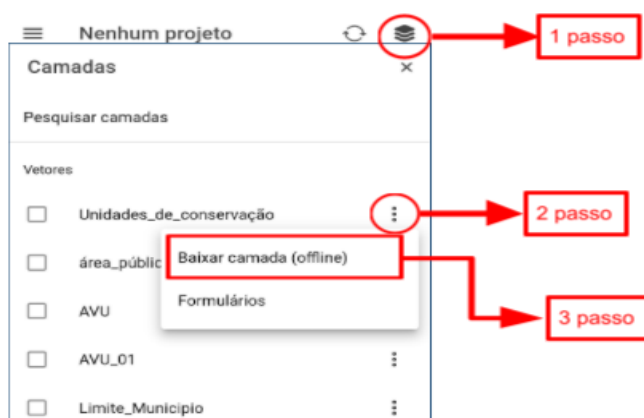 Nenhum projeto
1 passo
Camadas
Pesquisar camadas
Vetores
Unidades_de_conservação
2 passo
Baixar camada (offline)
área_públic
Formulários
AVU
3 passo
AVU_01
Limite_Municipio